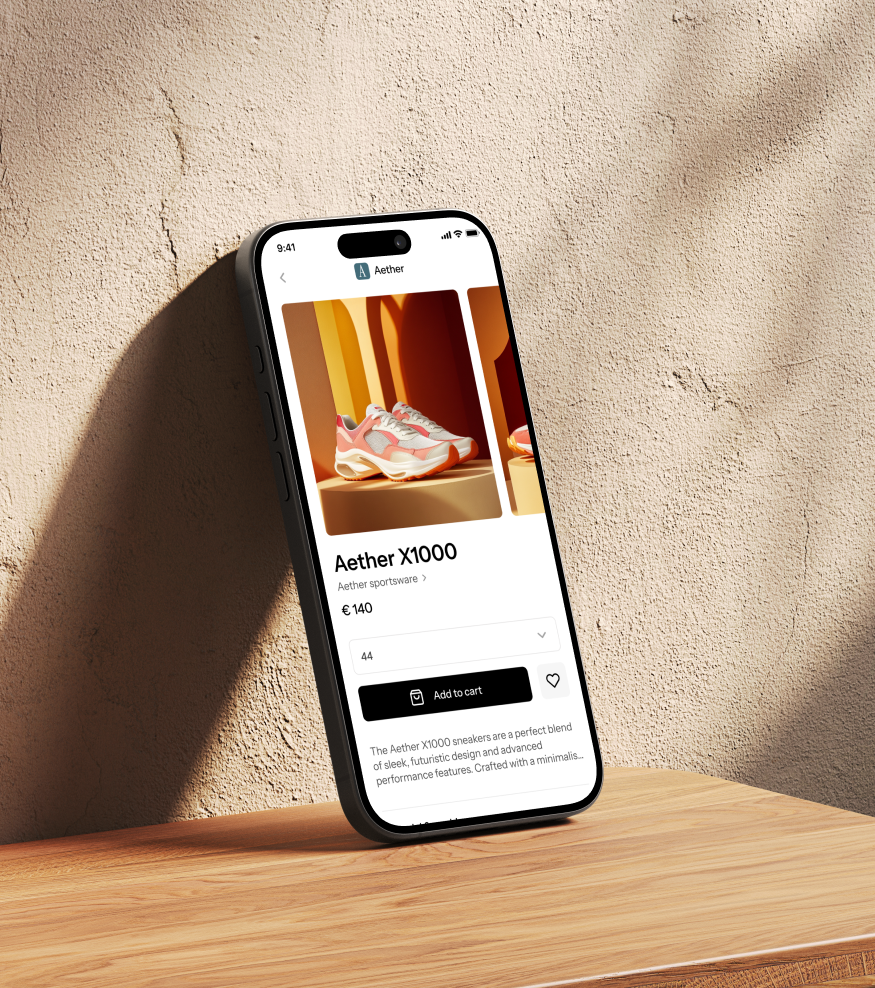 9:41
A Aether
Aether X1000
Aether sportsware
€ 140
44
Add to cart
The Aether X1000 sneakers are a perfect blend
of sleek, futuristic design and advanced
performance features. Crafted with a minimalis...